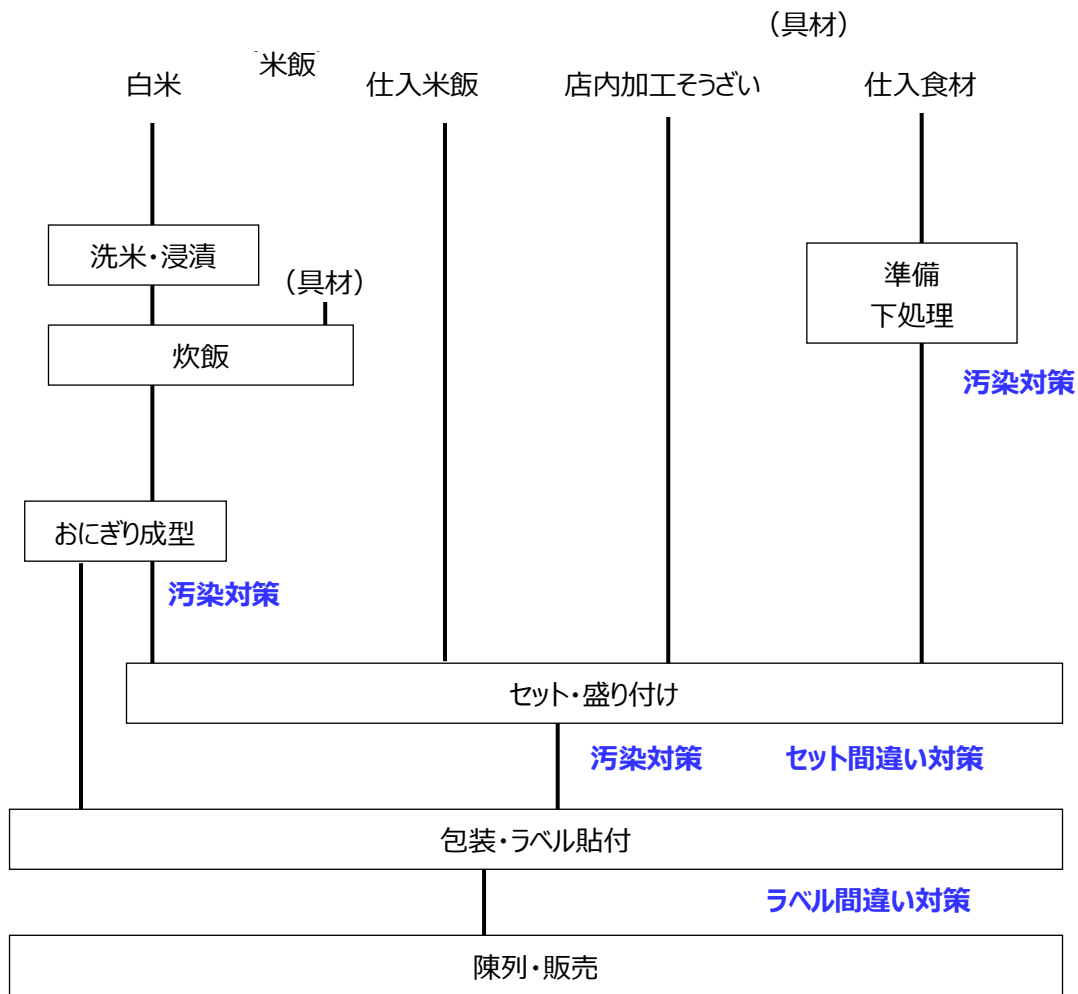 （具材）
米飯
白米
仕入米飯
店内加工そうざい
仕入食材
洗米・浸漬
（具材）
準備
下処理
炊飯
汚染対策
おにぎり成型
汚染対策
セット・盛り付け
汚染対策
セット間違い対策
包装・ラベル貼付
ラベル間違い対策
陳列・販売